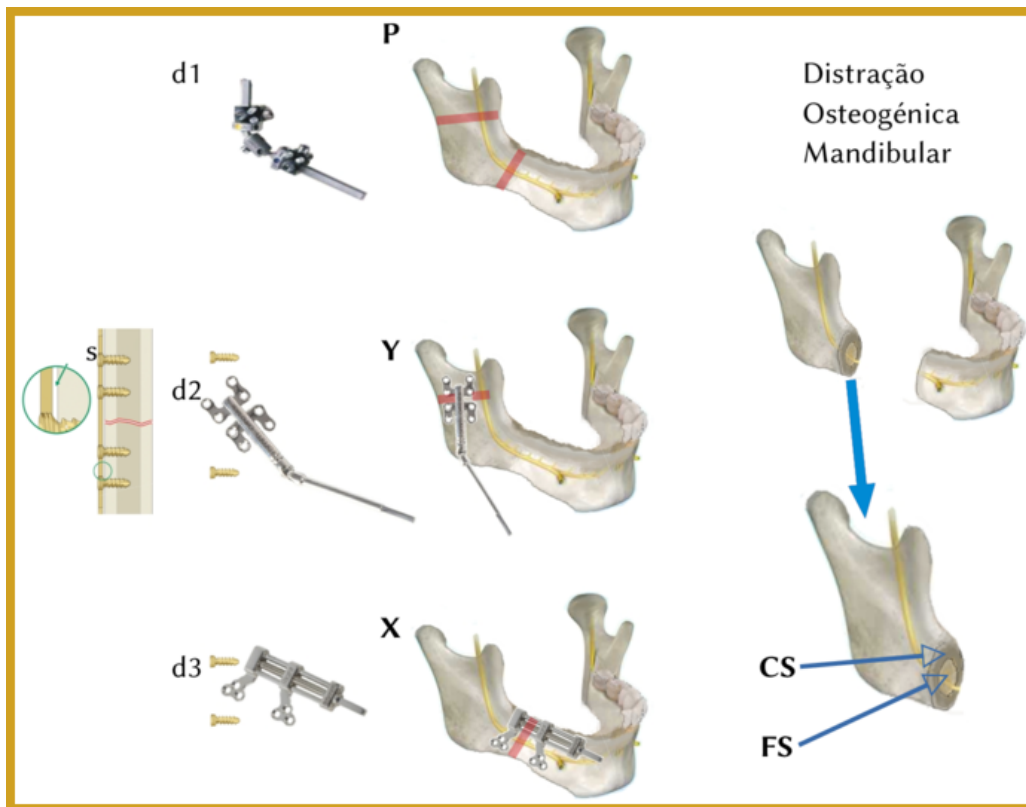 d1
P
Distração
Osteogénica
Mandibular
S
d2
Y
d3
X
CS
FS